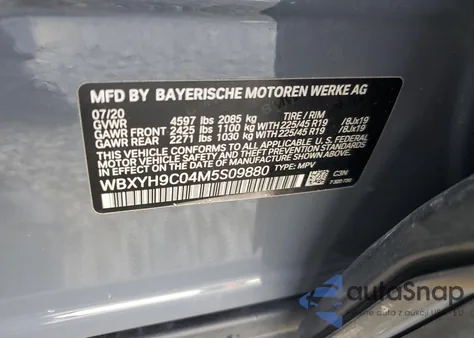 MFD BY BAYERISCHE MOTOREN WERKE AG
07/20
GVWR 4597 lbs 2085 kg TIRE / RIM
GAWR FRONT 2425 lbs 1100 kg WITH 225/45 R19 /8Jx19
GAWR REAR 2271 lbs 1030 kg WITH 225/45 R19 /8Jx19
THIS VEHICLE CONFORMS TO ALL APPLICABLE U.S. FEDERAL
MOTOR VEHICLE SAFETY, BUMPER, AND THEFT PREVENTION
STANDARDS IN EFFECT ON THE DATE OF MANUFACTURE
SHOWN ABOVE.
WBXYH9C04M5S09880 TYPE: MPV
C3N
autoSnap